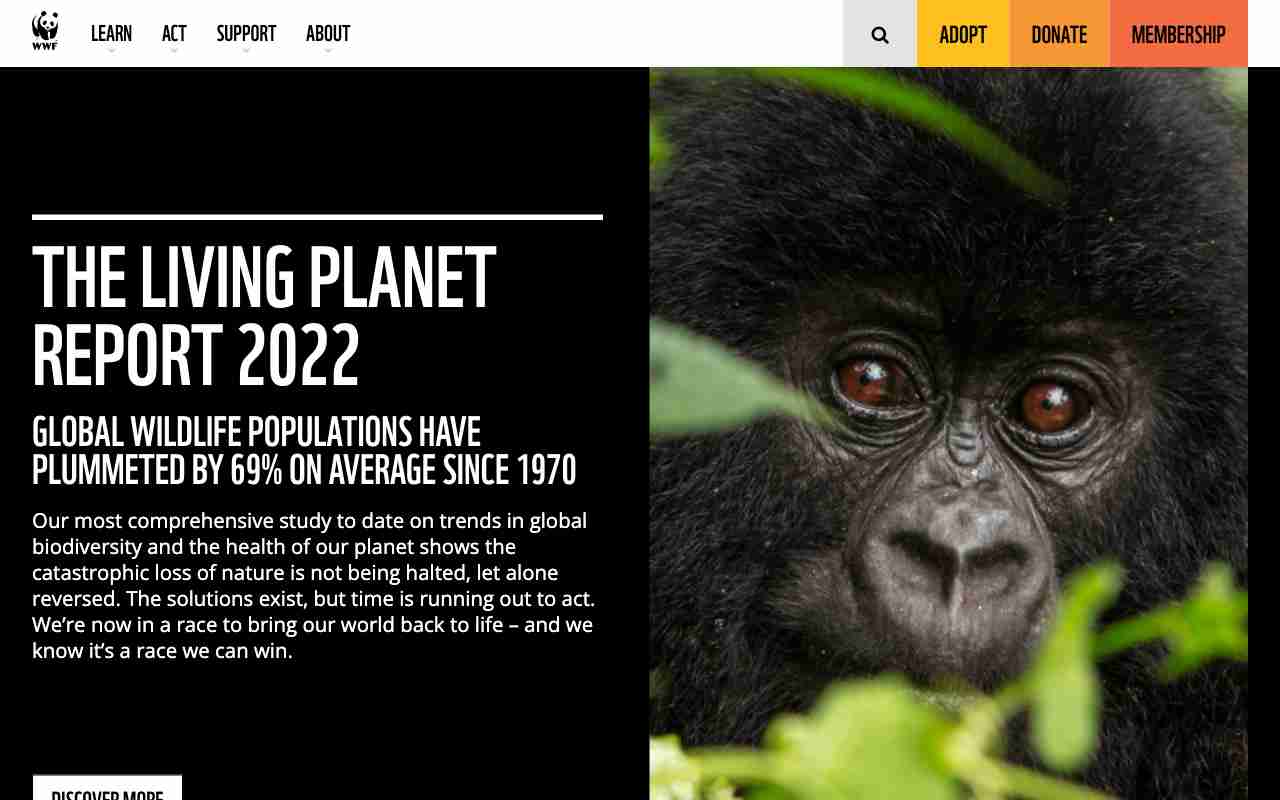 WWF
LEARN
ACT
SUPPORT
ABOUT
ADOPT
DONATE
MEMBERSHIP
THE LIVING PLANET
REPORT 2022
GLOBAL WILDLIFE POPULATIONS HAVE
PLUMMETED BY 69% ON AVERAGE SINCE 1970
Our most comprehensive study to date on trends in global
biodiversity and the health of our planet shows the
catastrophic loss of nature is not being halted, let alone
reversed. The solutions exist, but time is running out to act.
We’re now in a race to bring our world back to life – and we
know it’s a race we can win.
DISCOVER MORE